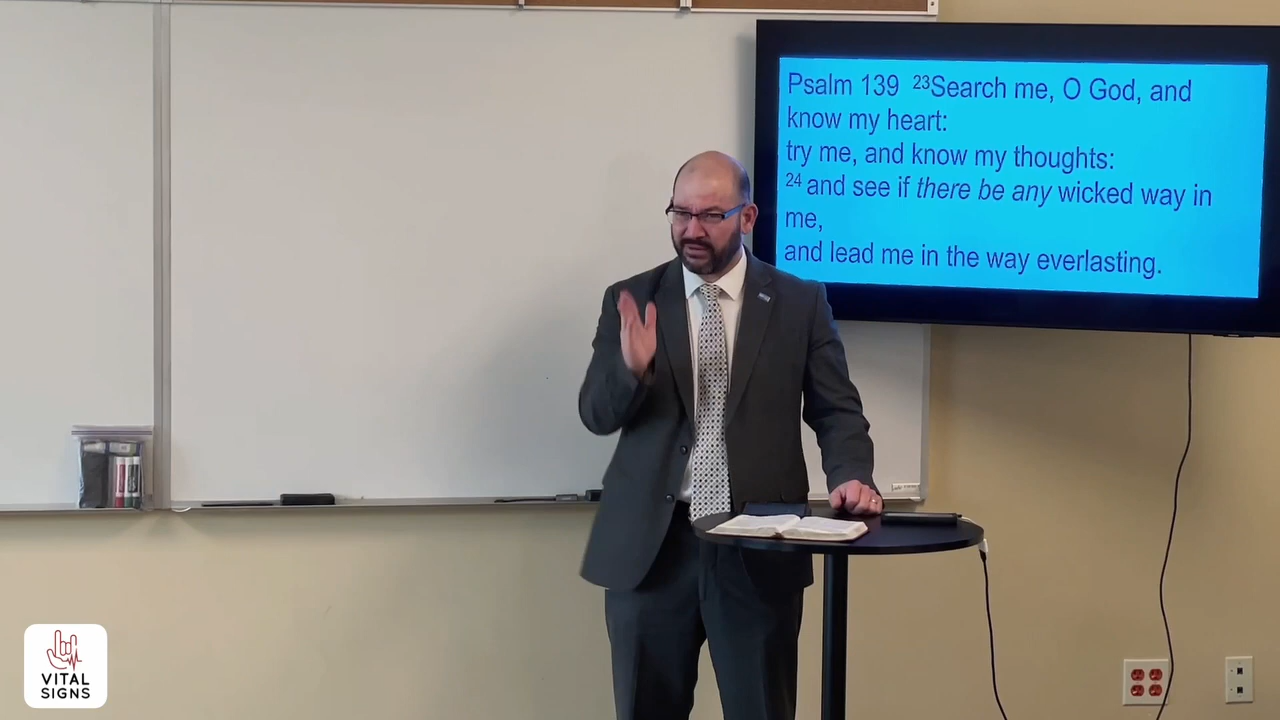 Psalm 139 ²³Search me, O God, and
know my heart:
try me, and know my thoughts:
²⁴ and see if there be any wicked way in
me,
and lead me in the way everlasting.
VITAL
SIGNS